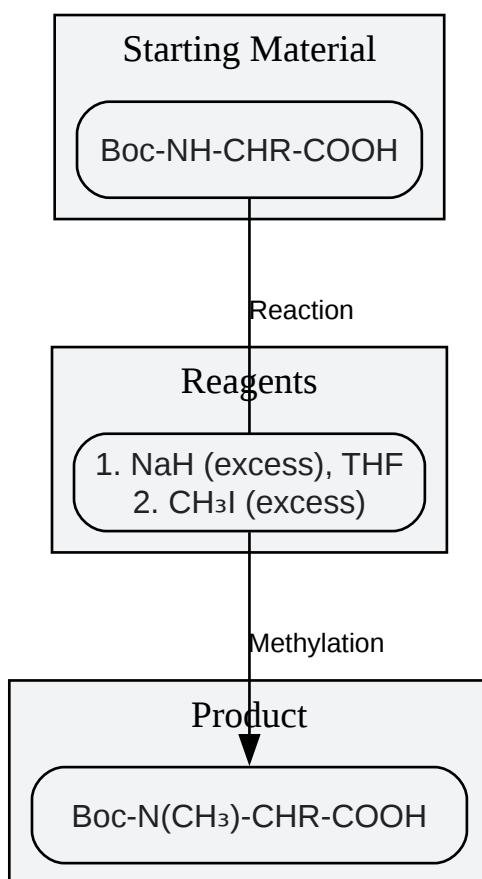 Starting Material
Boc-NH-CHR-COOH
Reaction
Reagents
1. NaH (excess), THF
2. CH₃I (excess)
Methylation
Product
Boc-N(CH₃)-CHR-COOH